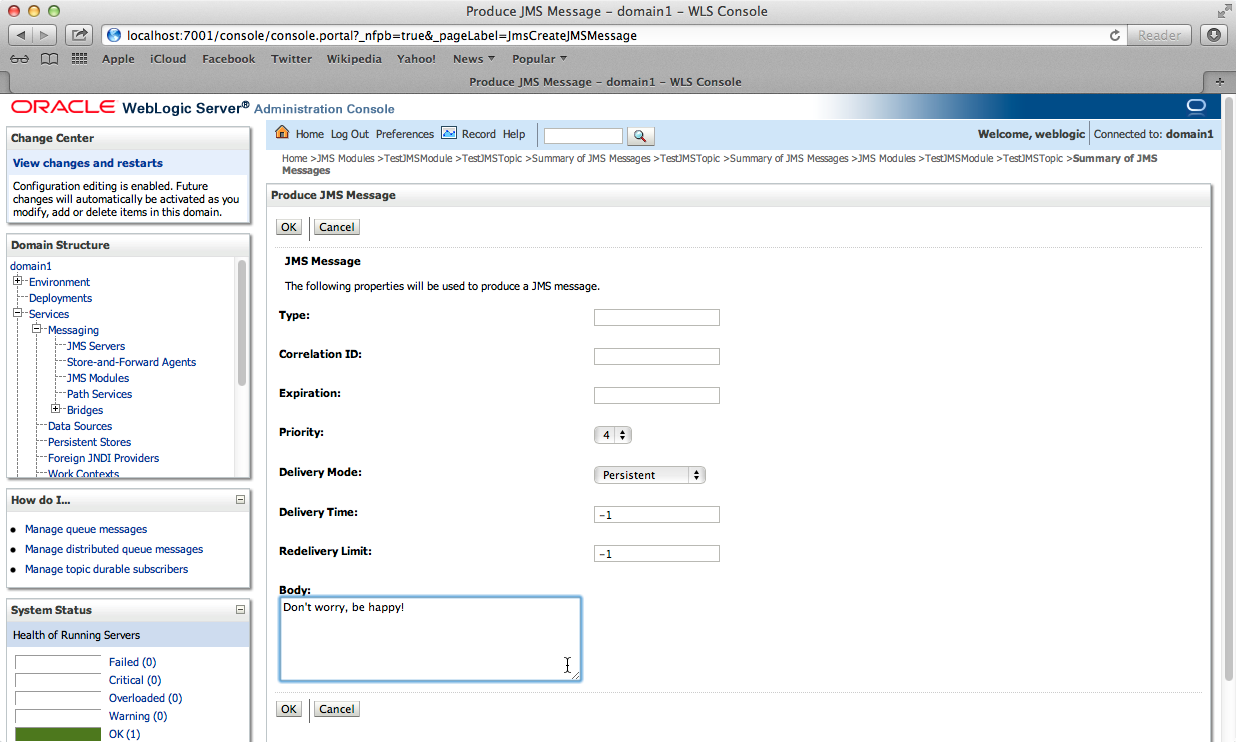 Produce JMS Message – domain1 – WLS Console
localhost:7001/console/console.portal?_nfpb=true&_pageLabel=JmsCreateJMSMessage
Reader
Apple iCloud Facebook Twitter Wikipedia Yahoo! News Popular
Produce JMS Message – domain1 – WLS Console
ORACLE WebLogic Server® Administration Console
Change Center
View changes and restarts
Configuration editing is enabled. Future
changes will automatically be activated as you
modify, add or delete items in this domain.
Domain Structure
domain1
Environment
Deployments
Services
Messaging
JMS Servers
Store-and-Forward Agents
JMS Modules
Path Services
Bridges
Data Sources
Persistent Stores
Foreign JNDI Providers
Work Contexts
How do I...
Manage queue messages
Manage distributed queue messages
Manage topic durable subscribers
System Status
Health of Running Servers
Failed (0)
Critical (0)
Overloaded (0)
Warning (0)
OK (1)
Home Log Out Preferences Record Help
Welcome, weblogic Connected to: domain1
Home >JMS Modules >TestJMSModule >TestJMSTopic >Summary of JMS Messages >TestJMSTopic >Summary of JMS Messages >JMS Modules >TestJMSModule >TestJMSTopic >Summary of JMS
Messages
Produce JMS Message
OK Cancel
JMS Message
The following properties will be used to produce a JMS message.
Type:
Correlation ID:
Expiration:
Priority: 4
Delivery Mode: Persistent
Delivery Time: -1
Redelivery Limit: -1
Body:
Don't worry, be happy!
OK Cancel